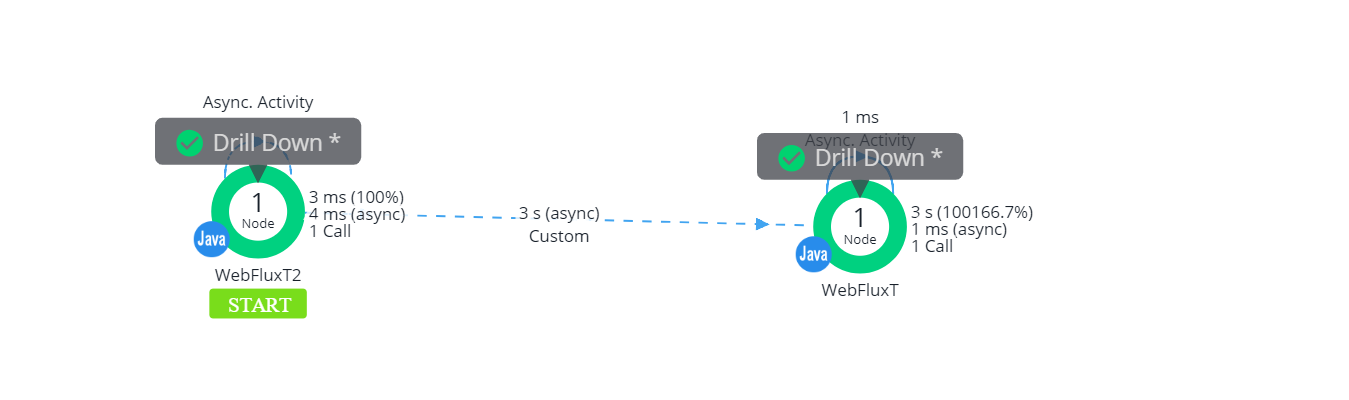 Async. Activity
Drill Down *
1
Node
3 ms (100%)
4 ms (async)
1 Call
Java
WebFluxT2
START
3 s (async)
Custom
1 ms
Async. Activity
Drill Down *
1
Node
3 s (100166.7%)
1 ms (async)
1 Call
Java
WebFluxT